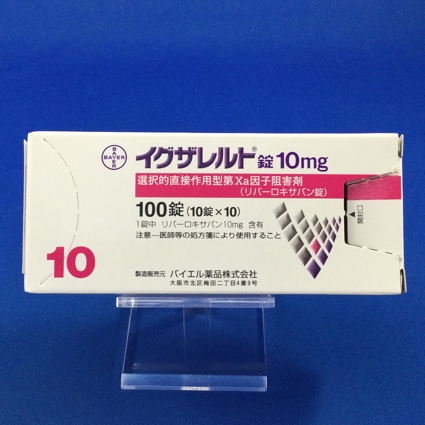 BAYER
BAYER
イグザレルト®錠10mg
選択的直接作用型第Xa因子阻害剤
(リバーロキサバン錠)
100錠(10錠×10)
1錠中 リバーロキサバン10mg 含有
注意―医師等の処方箋により使用すること
開封口
10
製造販売元 バイエル薬品株式会社
大阪市北区梅田二丁目4番9号